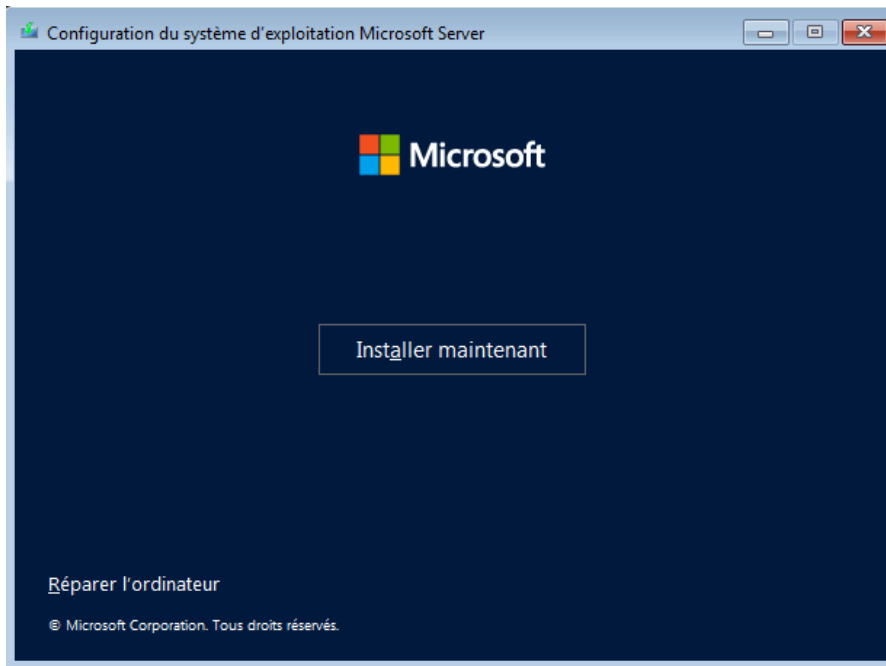 Configuration du système d'exploitation Microsoft Server
Microsoft
Installer maintenant
Réparer l'ordinateur
© Microsoft Corporation. Tous droits réservés.